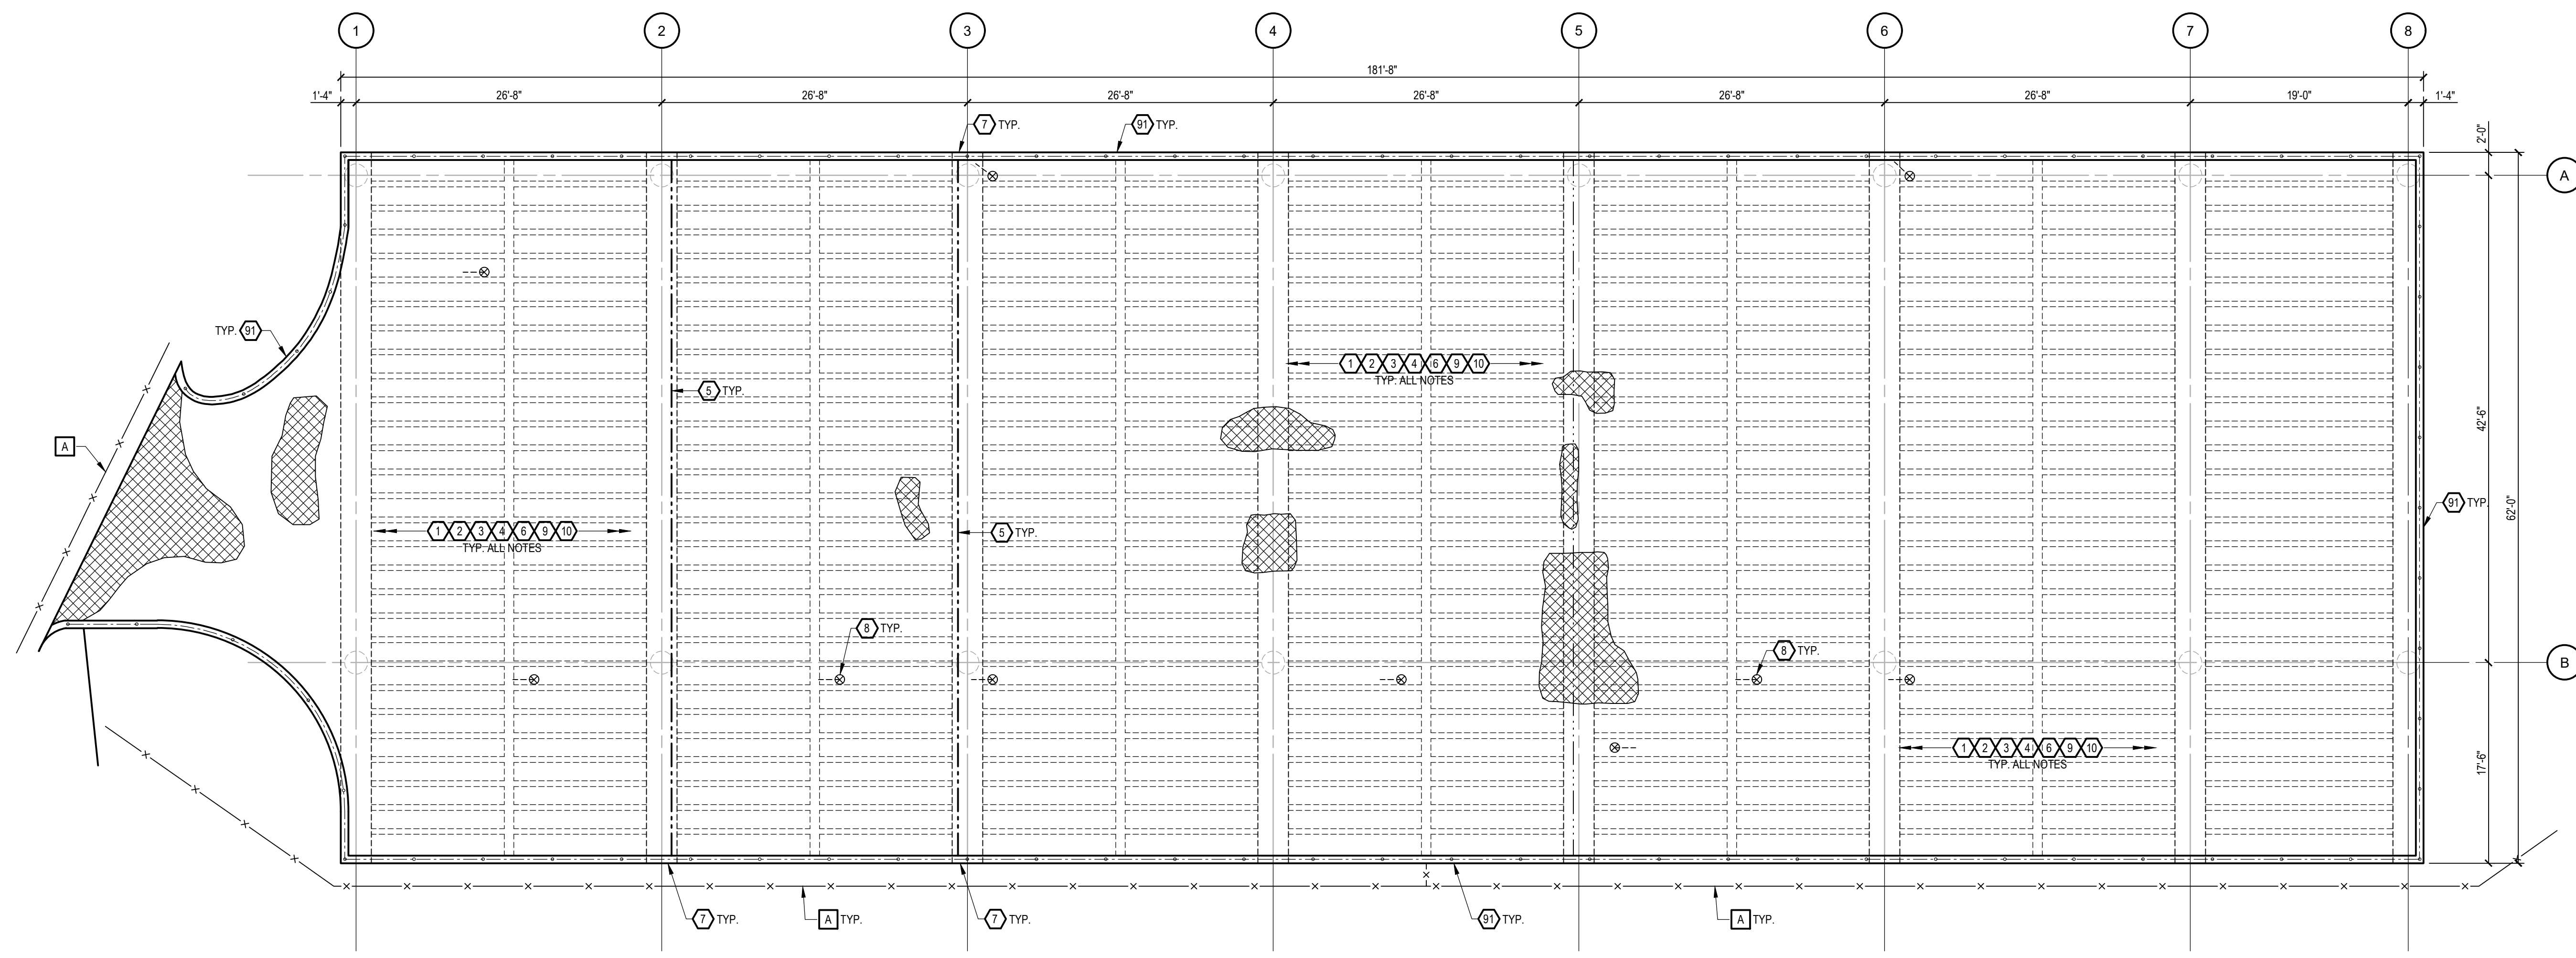 1 2 3 4 5 6 7 8
181'-8"
1'-4" 26'-8" 26'-8" 26'-8" 26'-8" 26'-8" 26'-8" 19'-0" 1'-4"
7 TYP. 91 TYP.
2'-0"
A
TYP. 91
1 2 3 4 6 9 10
TYP. ALL NOTES
5 TYP.
42'-6"
A
91 TYP.
62'-0"
1 2 3 4 6 9 10
TYP. ALL NOTES
5 TYP.
8 TYP.
8 TYP.
B
1 2 3 4 6 9 10
TYP. ALL NOTES
17'-6"
7 TYP. A TYP. 7 TYP. 91 TYP. A TYP.